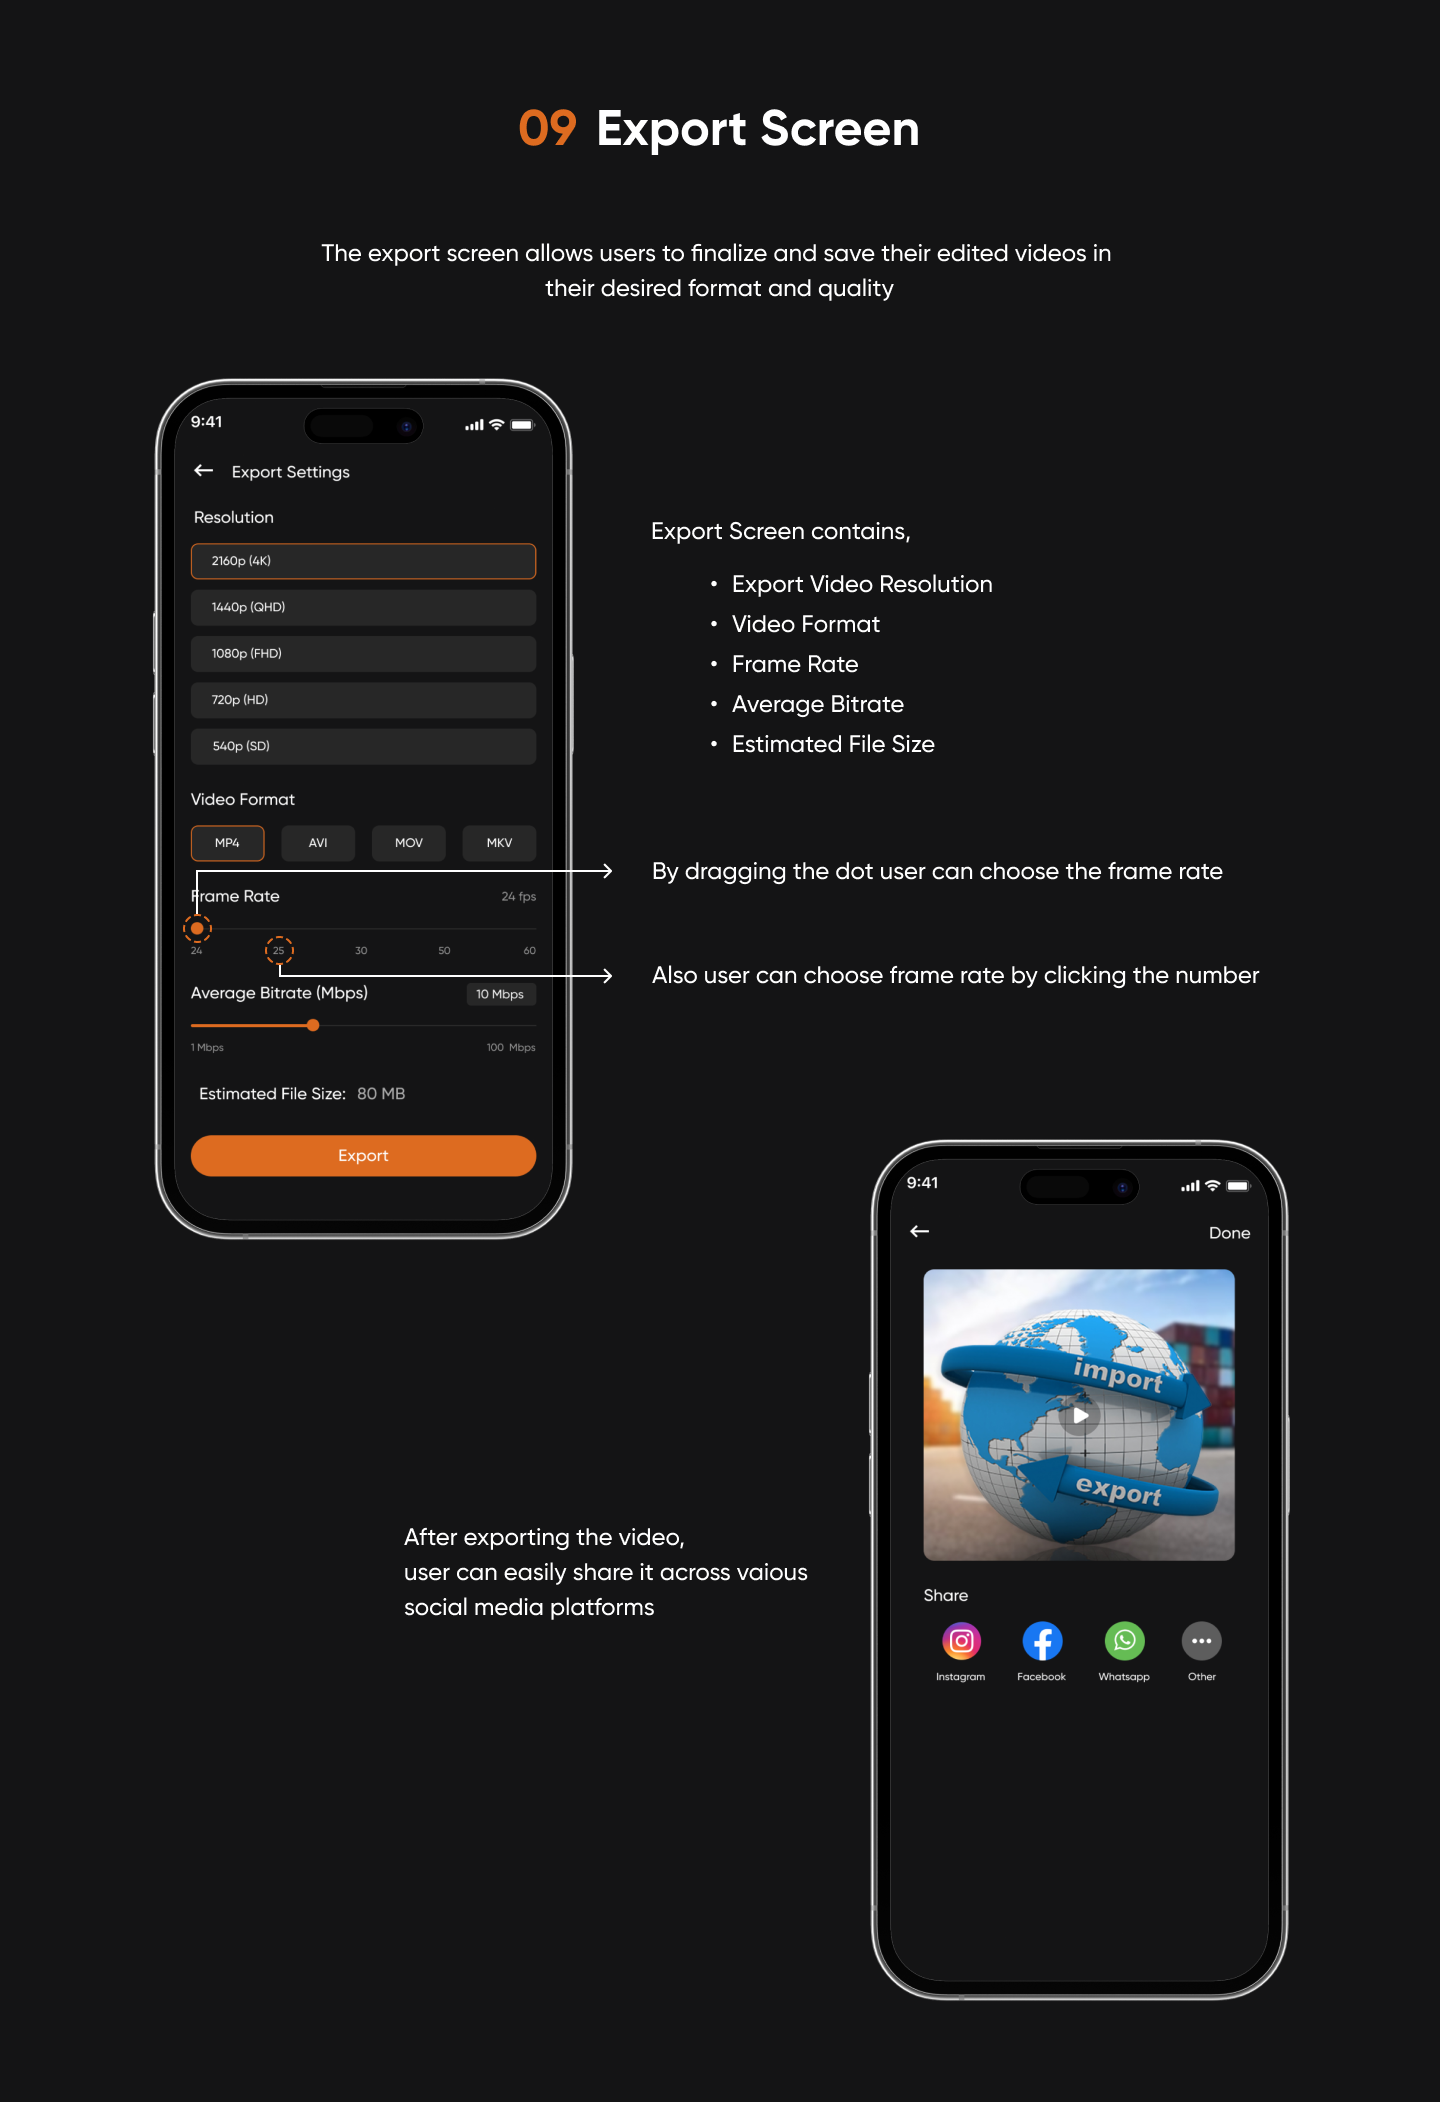 09 Export Screen
The export screen allows users to finalize and save their edited videos in
their desired format and quality
9:41
Export Settings
Resolution
2160p (4K)
1440p (QHD)
1080p (FHD)
720p (HD)
540p (SD)
Video Format
MP4 AVI MOV MKV
Frame Rate 24 fps
24 25 30 50 60
Average Bitrate (Mbps) 10 Mbps
1 Mbps 100 Mbps
Estimated File Size: 80 MB
Export
Export Screen contains,
• Export Video Resolution
• Video Format
• Frame Rate
• Average Bitrate
• Estimated File Size
By dragging the dot user can choose the frame rate
Also user can choose frame rate by clicking the number
After exporting the video,
user can easily share it across vaious
social media platforms
9:41
Done
import
export
Share
Instagram Facebook Whatsapp Other